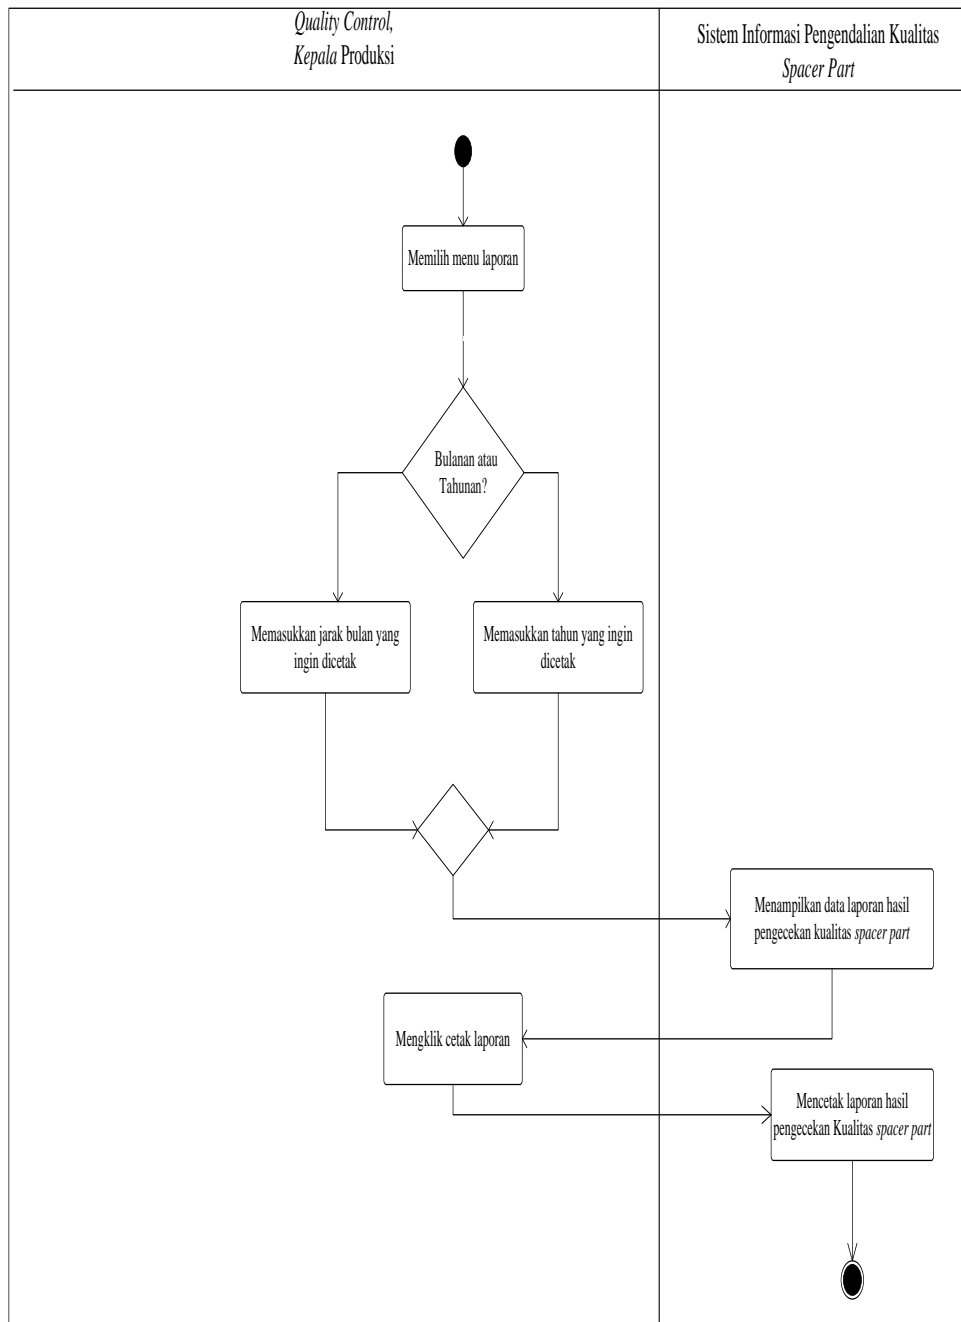 Quality Control,
Kepala Produksi
Sistem Informasi Pengendalian Kualitas
Spacer Part
Memilih menu laporan
Bulanan atau
Tahunan?
Memasukkan jarak bulan yang
ingin dicetak
Memasukkan tahun yang ingin
dicetak
Menampilkan data laporan hasil
pengecekan kualitas spacer part
Mengklik cetak laporan
Mencetak laporan hasil
pengecekan Kualitas spacer part